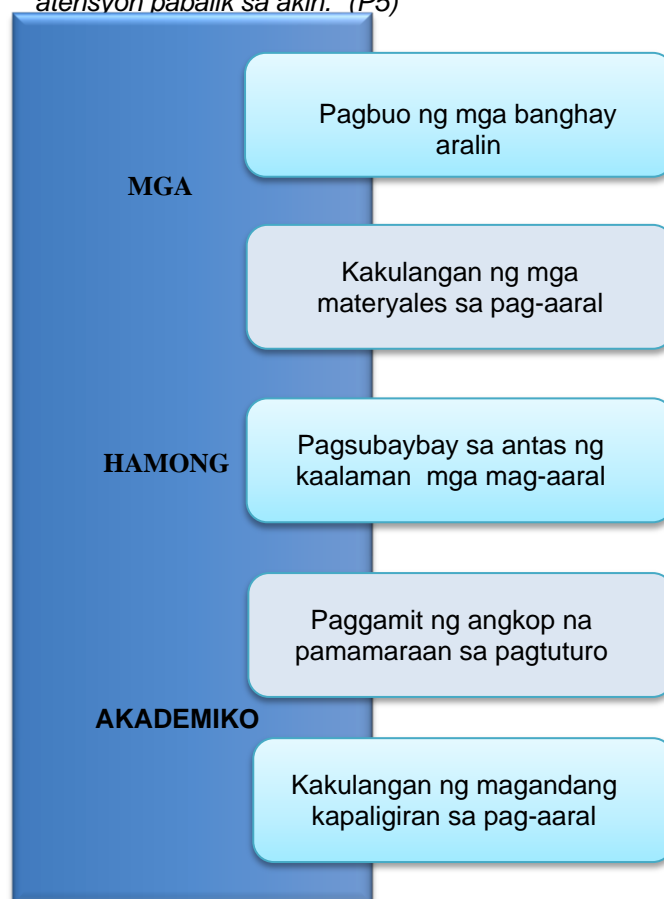 atensyon pabalik sa akin." (P5)
Pagbuo ng mga banghay
aralin
MGA
Kakulangan ng mga
materyales sa pag-aaral
Pagsubaybay sa antas ng
kaalaman mga mag-aaral
HAMONG
Paggamit ng angkop na
pamamaraan sa pagtuturo
AKADEMIKO
Kakulangan ng magandang
kapaligiran sa pag-aaral